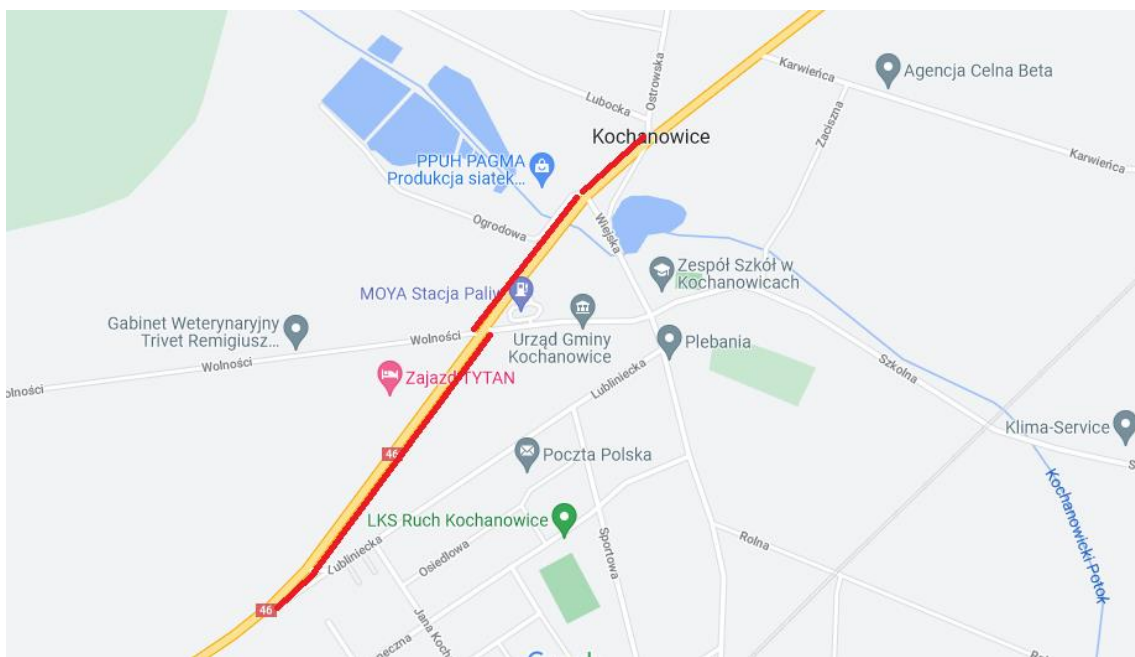 Karwieńca
Agencja Celna Beta
Lubocka
Ostrowska
Zaciszna
Kochanowice
Karwieńca
PPUH PAGMA
Produkcja siatek...
Ogrodowa
Wiejska
Zespół Szkół w
Kochanowicach
MOYA Stacja Paliw
Gabinet Weterynaryjny
Trivet Remigiusz...
Wolności
Urząd Gminy
Kochanowice
Plebania
Wolności
Szkolna
Zajazd TYTAN
Lubliniecka
Klima-Service
46
Poczta Polska
Kochanowicki Potok
LKS Ruch Kochanowice
Sportowa
Rolna
Osiedlowa
Lubliniecka
46
Jana Koch